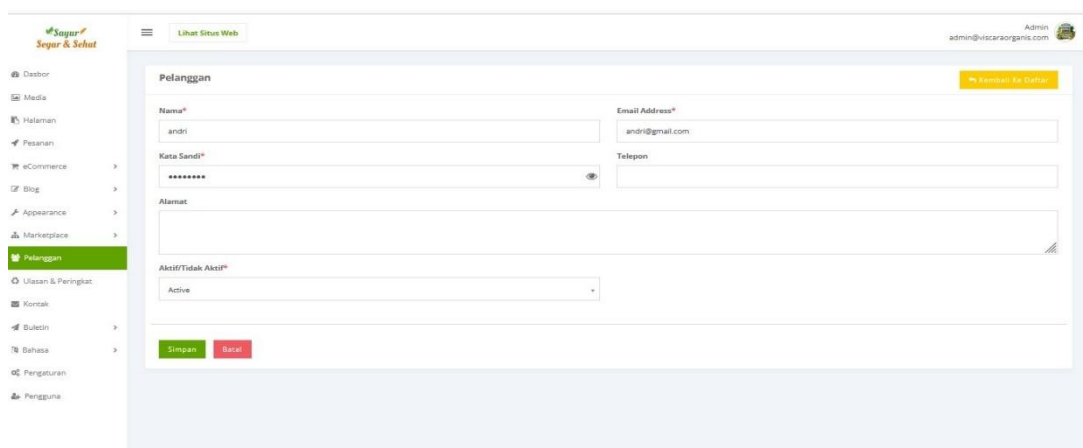 Sayur
Segar & Sehat
Lihat Situs Web
Admin
admin@viscaraorganis.com
Dasbor
Media
Halaman
Pesanan
eCommerce
Blog
Appearance
Marketplace
Pelanggan
Ulasan & Peringkat
Kontak
Buletin
Bahasa
Pengaturan
Pengguna
Pelanggan
Kembali Ke Daftar
Nama*
andri
Email Address*
andri@gmail.com
Kata Sandi*
••••••••
Telepon
Alamat
Aktif/Tidak Aktif*
Active
Simpan
Batal